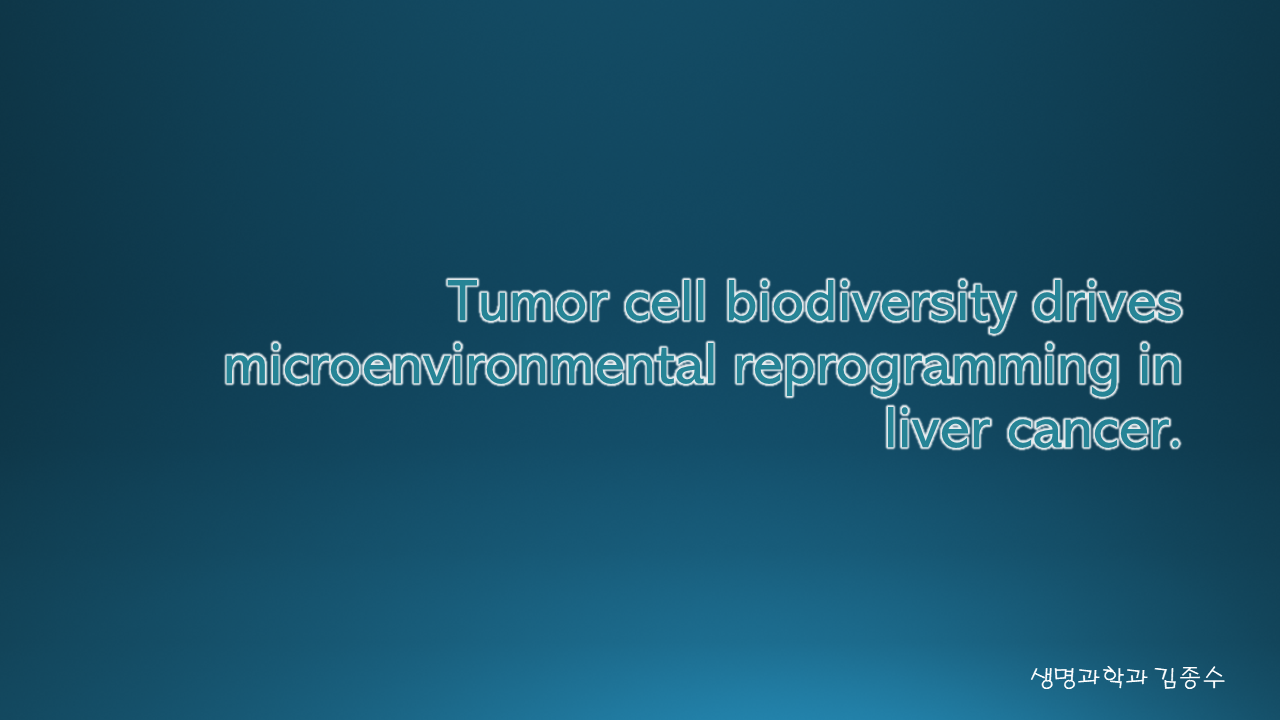 Tumor cell biodiversity drives
microenvironmental reprogramming in
liver cancer.
생명과학과 김종수